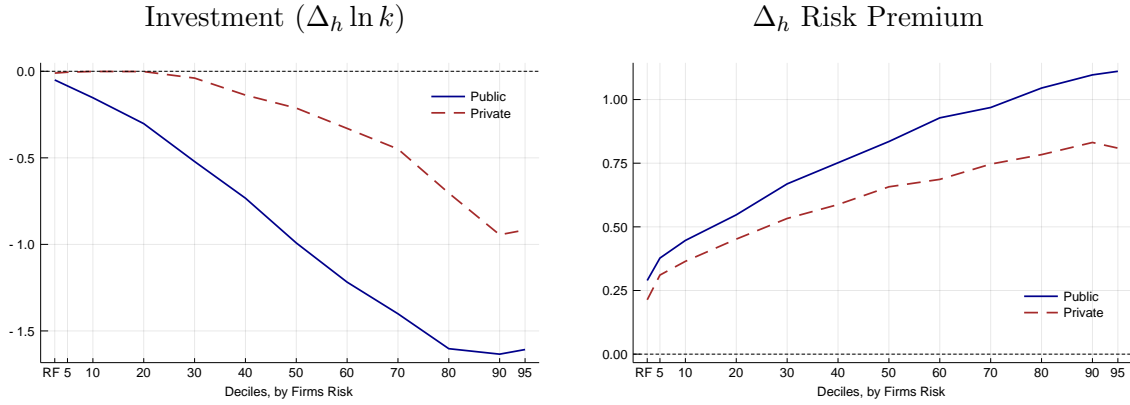 Investment (Δ_h ln k)
0.0
- 0.5
- 1.0
- 1.5
Public
Private
RF 5 10 20 30 40 50 60 70 80 90 95
Deciles, by Firms Risk
Δ_h Risk Premium
1.00
0.75
0.50
0.25
0.00
Public
Private
RF 5 10 20 30 40 50 60 70 80 90 95
Deciles, by Firms Risk